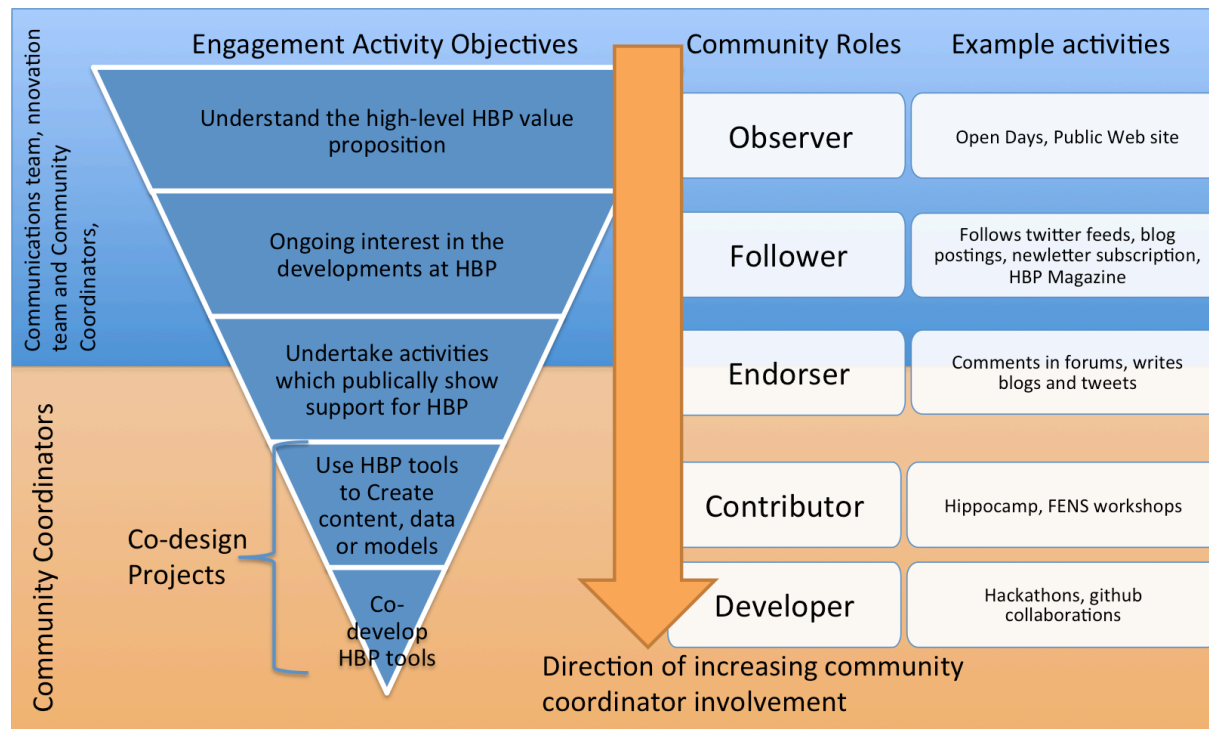 Engagement Activity Objectives
Community Roles
Example activities
Communications team, nnovation
team and Community
Coordinators,
Understand the high-level HBP value
proposition
Observer
Open Days, Public Web site
Ongoing interest in the
developments at HBP
Follower
Follows twitter feeds, blog
postings, newletter subscription,
HBP Magazine
Undertake activities
which publically show
support for HBP
Endorser
Comments in forums, writes
blogs and tweets
Community Coordinators
Co-design
Projects
Use HBP tools
to Create
content, data
or models
Contributor
Hippocamp, FENS workshops
Co-
develop
HBP tools
Developer
Hackathons, github
collaborations
Direction of increasing community
coordinator involvement